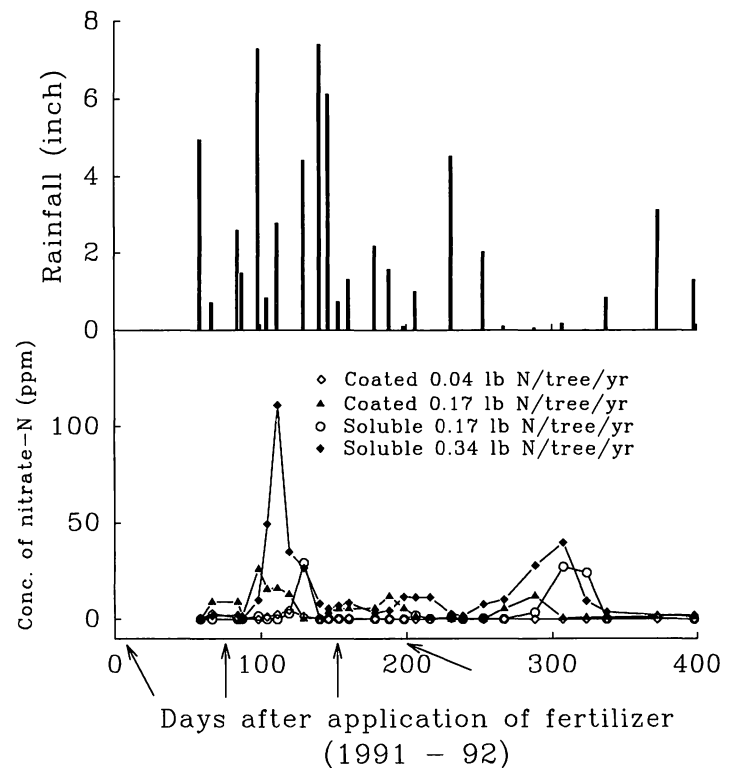 8
6
4
2
0
Rainfall (inch)
Coated 0.04 lb N/tree/yr
Coated 0.17 lb N/tree/yr
Soluble 0.17 lb N/tree/yr
Soluble 0.34 lb N/tree/yr
100
50
0
Conc. of nitrate-N (ppm)
0 100 200 300 400
Days after application of fertilizer
(1991 - 92)